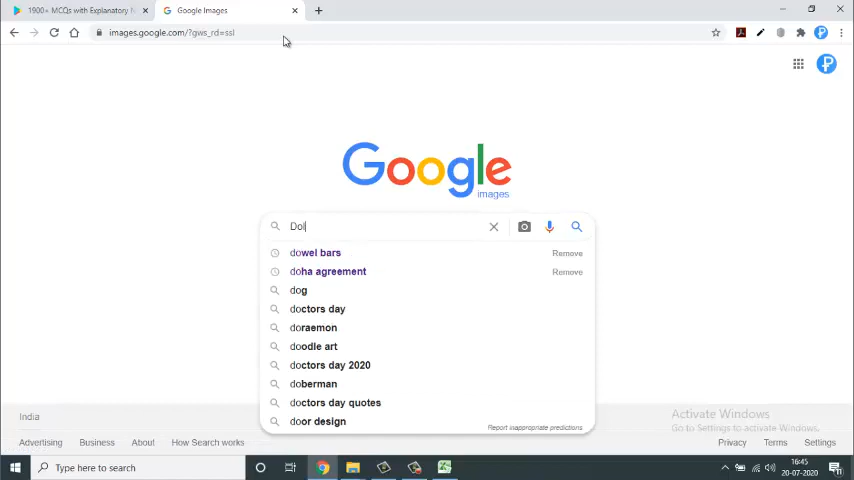 1900+ MCQs with Explanatory N
Google Images
images.google.com/?gws_rd=ssl
Google
images
Dol
dowel bars
Remove
doha agreement
Remove
dog
doctors day
doraemon
doodle art
doctors day 2020
doberman
doctors day quotes
door design
Report inappropriate predictions
India
Activate Windows
Go to Settings to activate Windows.
Advertising
Business
About
How Search works
Privacy
Terms
Settings
Type here to search
16:45
20-07-2020